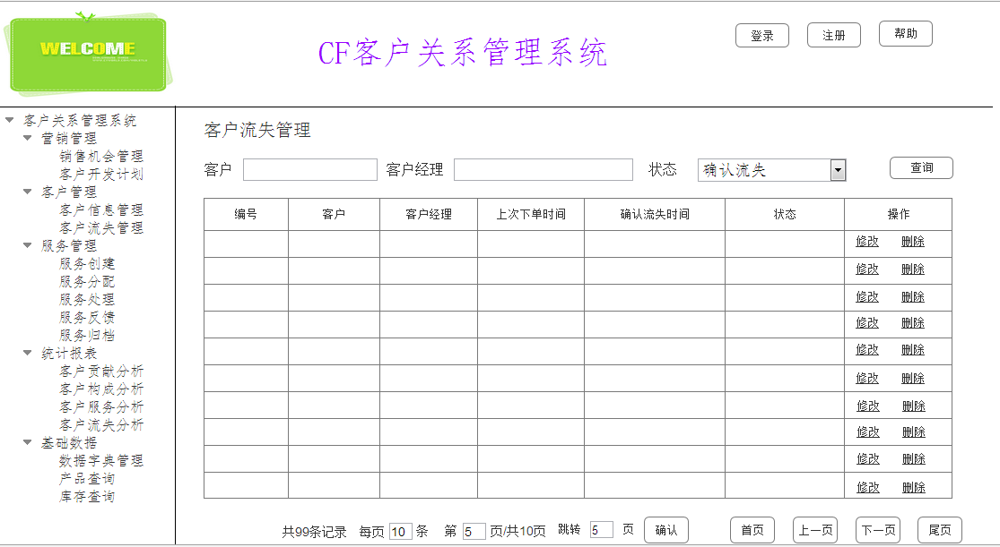 WELCOME
CF客户关系管理系统
登录 注册 帮助
客户关系管理系统
营销管理
销售机会管理
客户开发计划
客户管理
客户信息管理
客户流失管理
服务管理
服务创建
服务分配
服务处理
服务反馈
服务归档
统计报表
客户贡献分析
客户构成分析
客户服务分析
客户流失分析
基础数据
数据字典管理
产品查询
库存查询
客户流失管理
客户 客户经理 状态 确认流失 查询
编号 客户 客户经理 上次下单时间 确认流失时间 状态 操作
修改 删除
修改 删除
修改 删除
修改 删除
修改 删除
修改 删除
修改 删除
修改 删除
修改 删除
修改 删除
共99条记录 每页 10 条 第 5 页/共10页 跳转 5 页 确认 首页 上一页 下一页 尾页